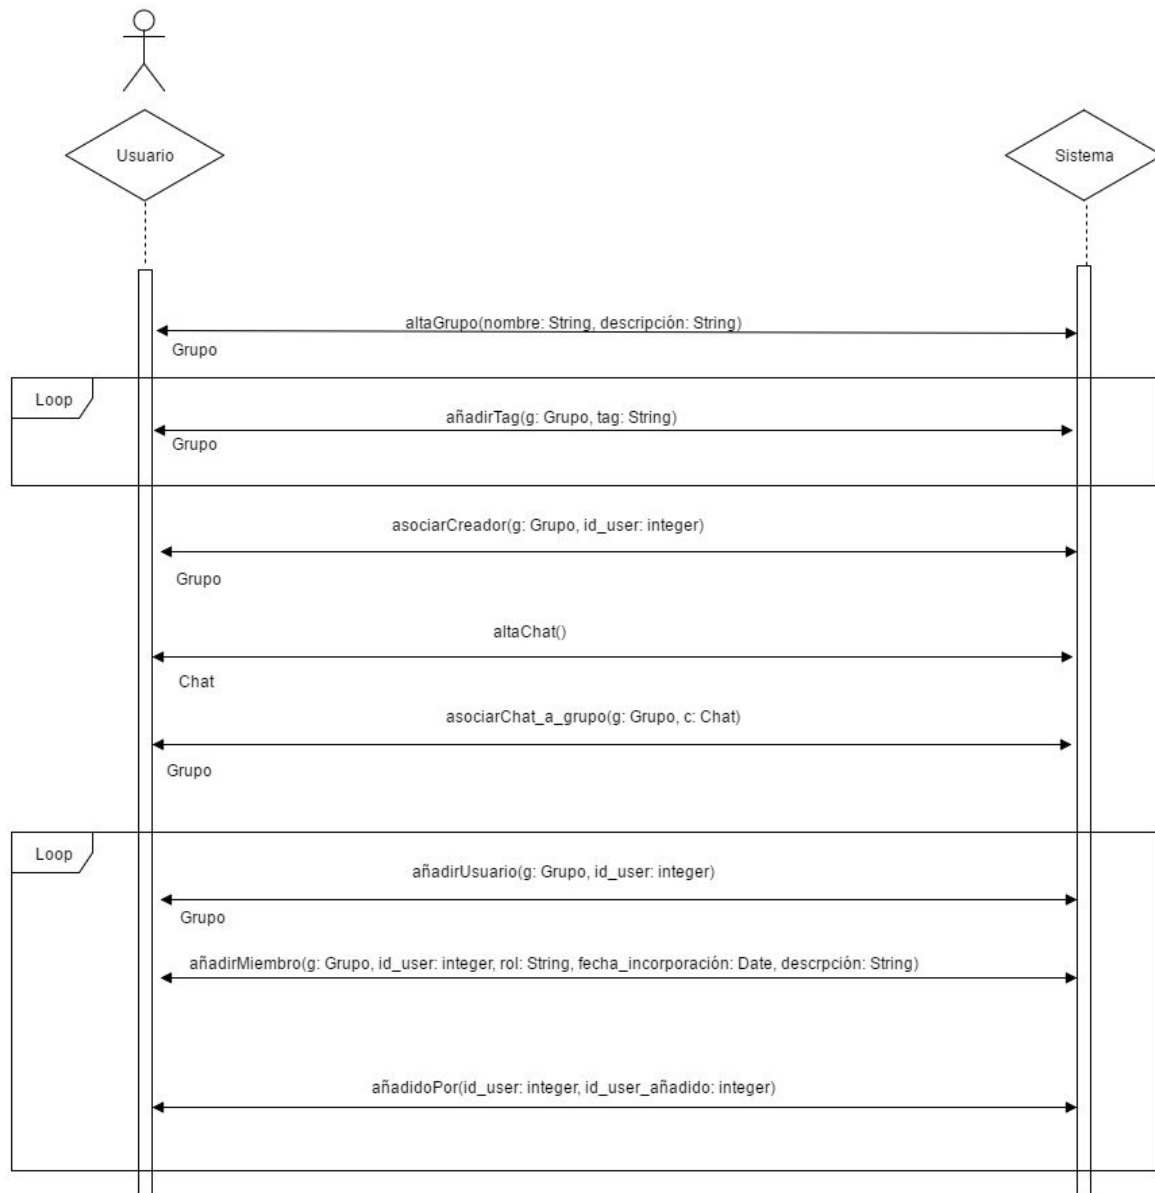 Usuario
Sistema
altaGrupo(nombre: String, descripción: String)
Grupo
Loop
añadirTag(g: Grupo, tag: String)
Grupo
asociarCreador(g: Grupo, id_user: integer)
Grupo
altaChat()
Chat
asociarChat_a_grupo(g: Grupo, c: Chat)
Grupo
Loop
añadirUsuario(g: Grupo, id_user: integer)
Grupo
añadirMiembro(g: Grupo, id_user: integer, rol: String, fecha_incorporación: Date, descrpción: String)
añadidoPor(id_user: integer, id_user_añadido: integer)